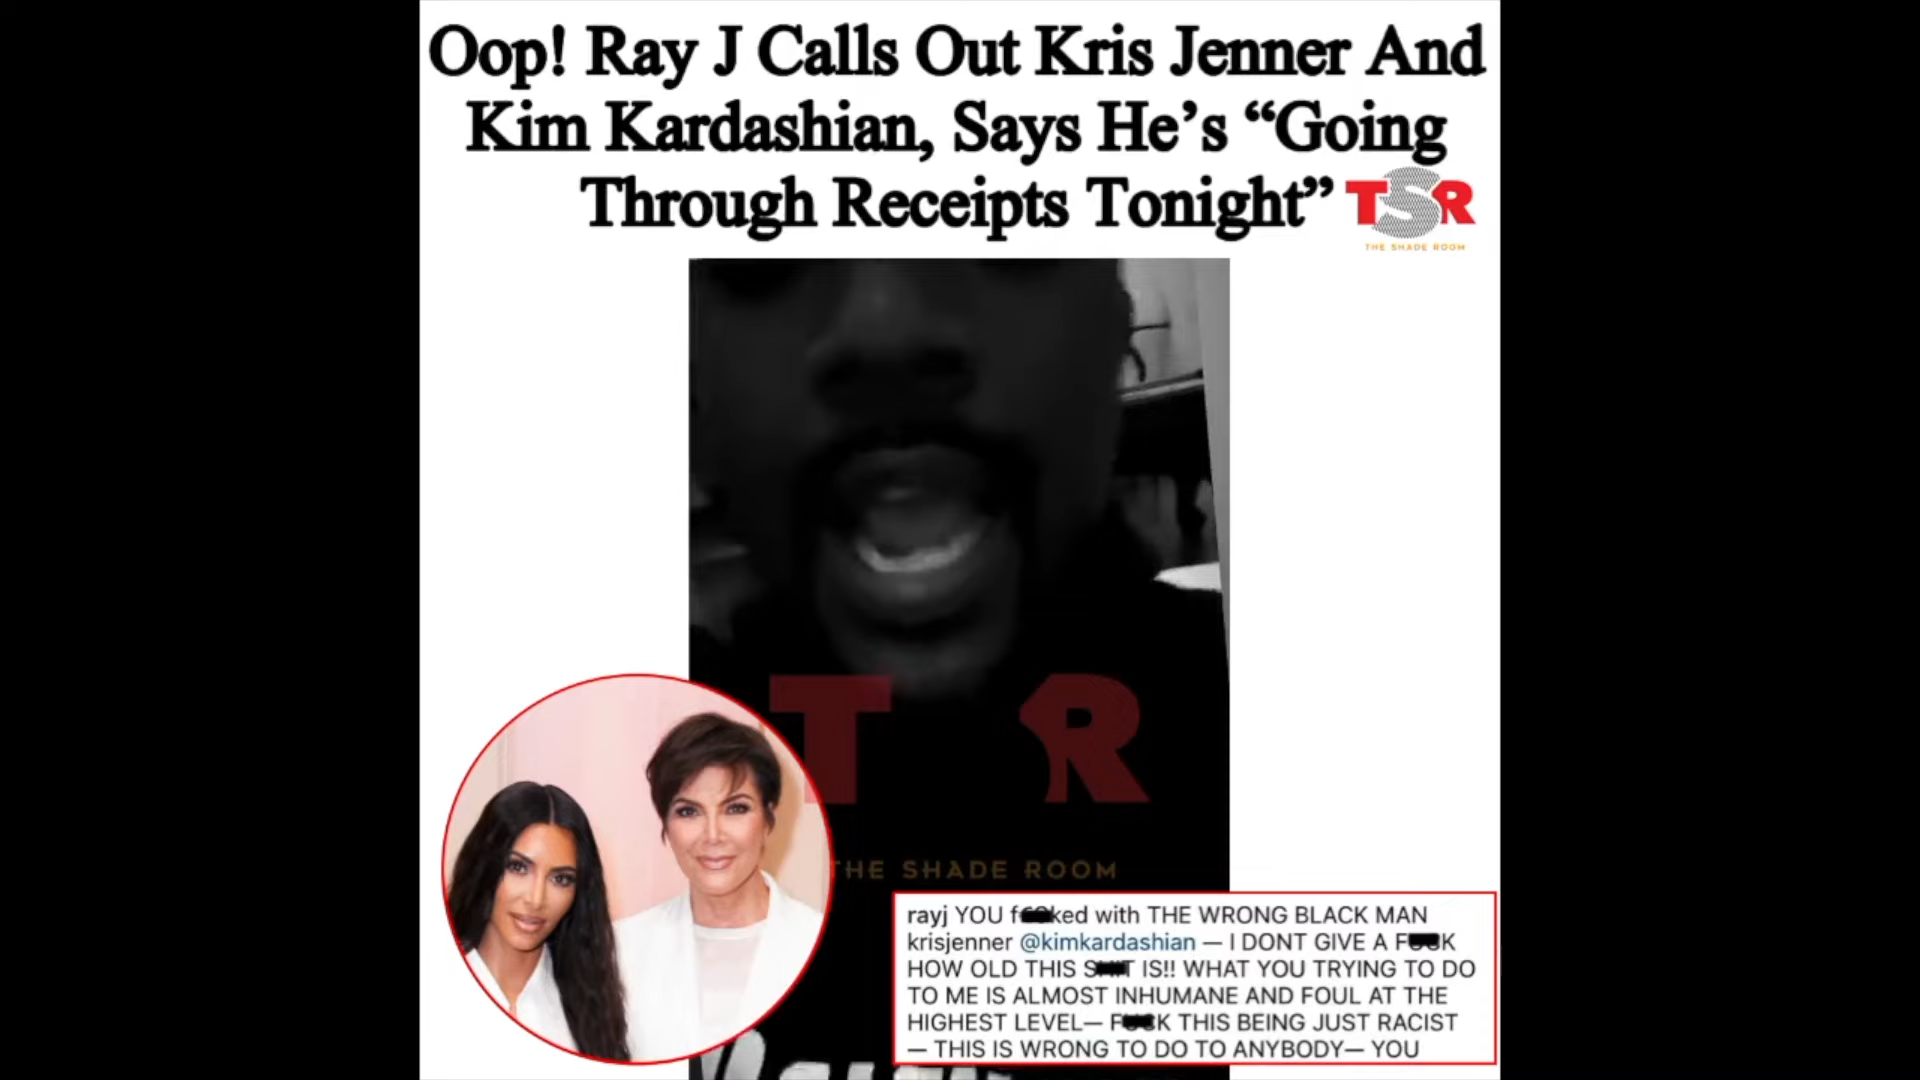 Oop! Ray J Calls Out Kris Jenner And
Kim Kardashian, Says He’s “Going
Through Receipts Tonight”
TSR
THE SHADE ROOM
T R
THE SHADE ROOM
rayj YOU f ked with THE WRONG BLACK MAN
krisjenner @kimkardashian — I DONT GIVE A F K
HOW OLD THIS S T IS!! WHAT YOU TRYING TO DO
TO ME IS ALMOST INHUMANE AND FOUL AT THE
HIGHEST LEVEL— F K THIS BEING JUST RACIST
— THIS IS WRONG TO DO TO ANYBODY— YOU